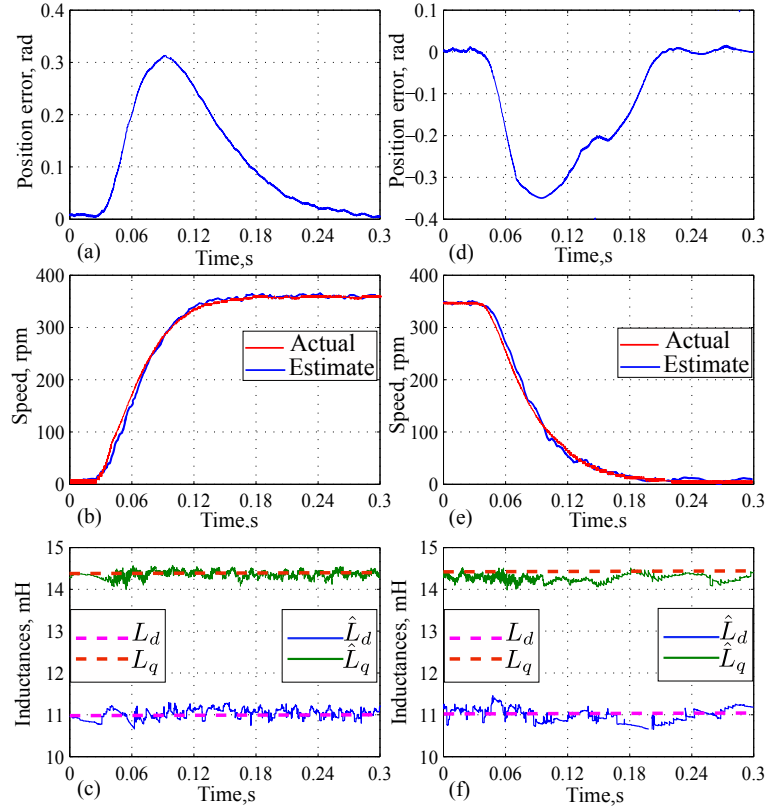 0.4
0.3
0.2
0.1
0
Position error, rad
0 0.06 0.12 0.18 0.24 0.3
(a)
Time,s
0.1
0
−0.1
−0.2
−0.3
−0.4
Position error, rad
0 0.06 0.12 0.18 0.24 0.3
(d)
Time,s
400
300
200
100
0
Speed, rpm
Actual
Estimate
0 0.06 0.12 0.18 0.24 0.3
(b)
Time,s
400
300
200
100
0
Speed, rpm
Actual
Estimate
0 0.06 0.12 0.18 0.24 0.3
(e)
Time,s
15
14
13
12
11
10
Inductances, mH
L_d
L_q
L̂_d
L̂_q
0 0.06 0.12 0.18 0.24 0.3
(c)
Time,s
15
14
13
12
11
10
Inductances, mH
L_d
L_q
L̂_d
L̂_q
0 0.06 0.12 0.18 0.24 0.3
(f)
Time,s